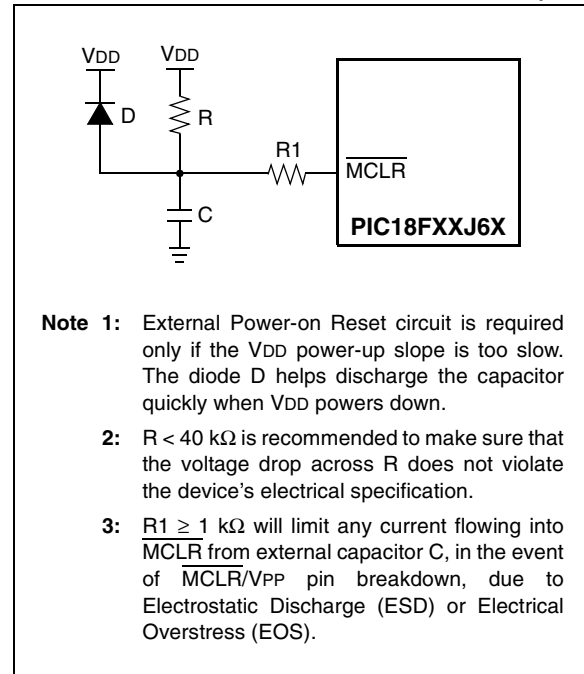 VDD VDD
D R
R1
MCLR
C
PIC18FXXJ6X
Note 1: External Power-on Reset circuit is required
only if the VDD power-up slope is too slow.
The diode D helps discharge the capacitor
quickly when VDD powers down.
2: R < 40 kΩ is recommended to make sure that
the voltage drop across R does not violate
the device's electrical specification.
3: R1 ≥ 1 kΩ will limit any current flowing into
MCLR from external capacitor C, in the event
of MCLR/VPP pin breakdown, due to
Electrostatic Discharge (ESD) or Electrical
Overstress (EOS).